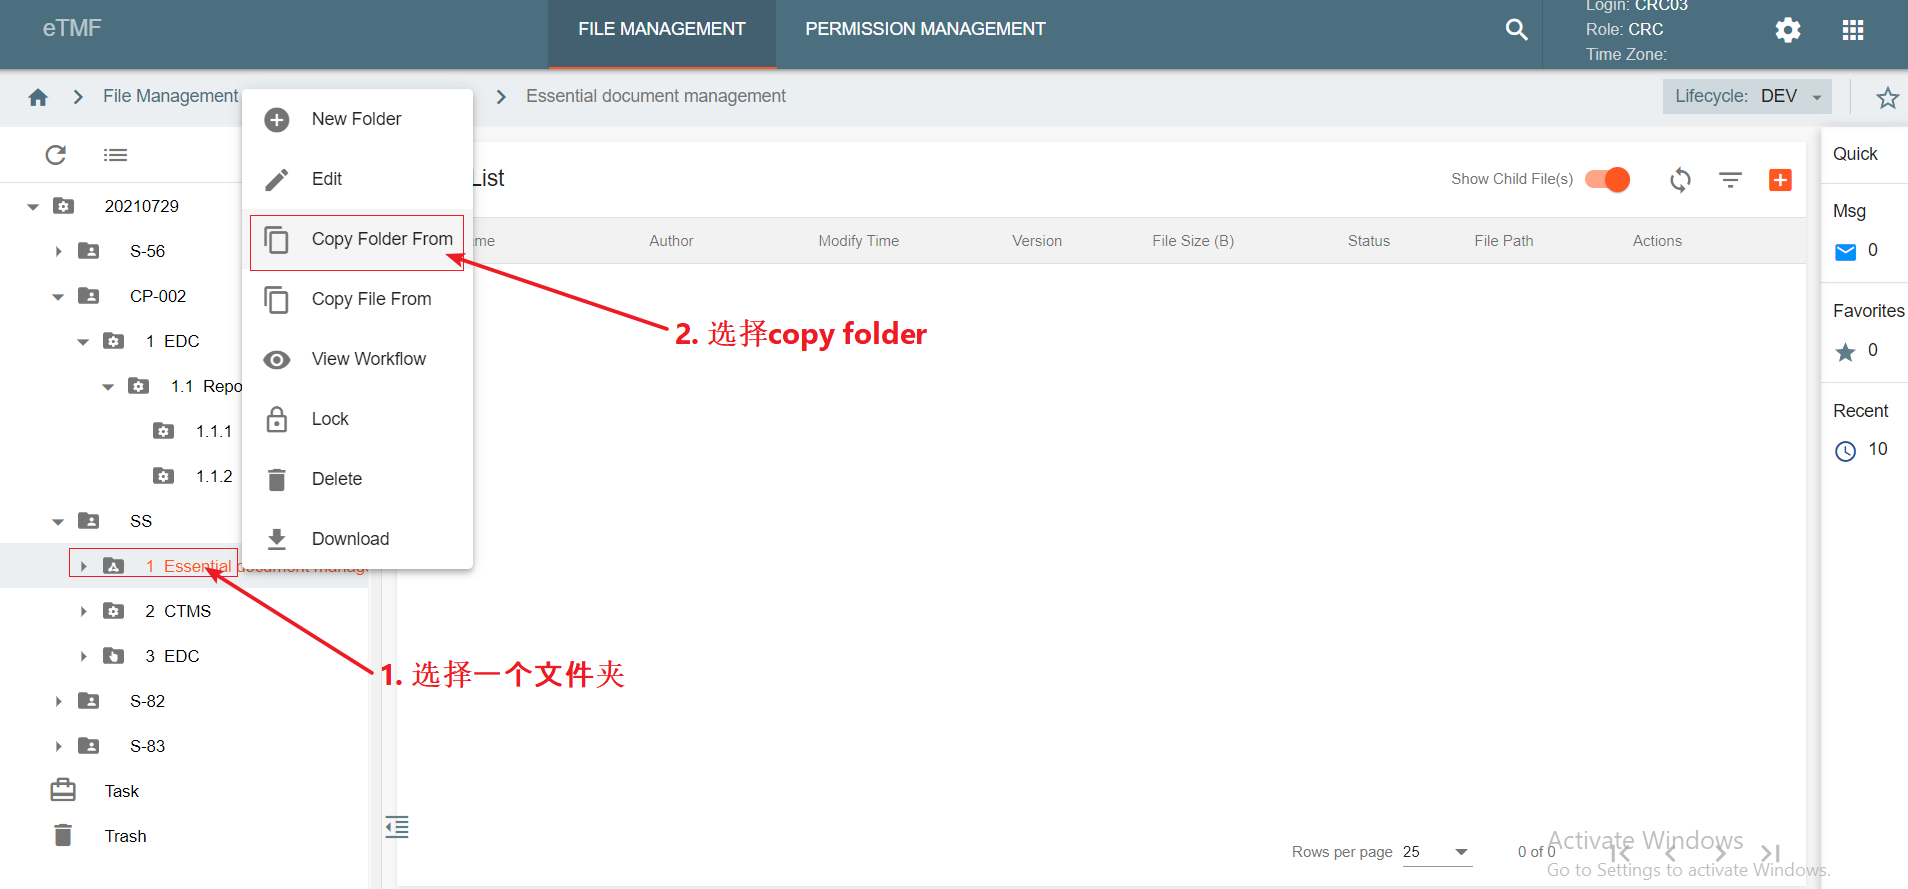 eTMF
FILE MANAGEMENT
PERMISSION MANAGEMENT
Login: CRC03
Role: CRC
Time Zone:
File Management
Essential document management
Lifecycle: DEV
New Folder
Edit
Copy Folder From
Copy File From
View Workflow
Lock
Delete
Download
List
Show Child File(s)
me
Author
Modify Time
Version
File Size (B)
Status
File Path
Actions
20210729
S-56
CP-002
1 EDC
1.1 Repo
1.1.1
1.1.2
SS
1 Essential document manag
2 CTMS
3 EDC
S-82
S-83
Task
Trash
2. 选择copy folder
1. 选择一个文件夹
Quick
Msg
0
Favorites
0
Recent
10
Rows per page 25
0 of 0
Activate Windows
Go to Settings to activate Windows.